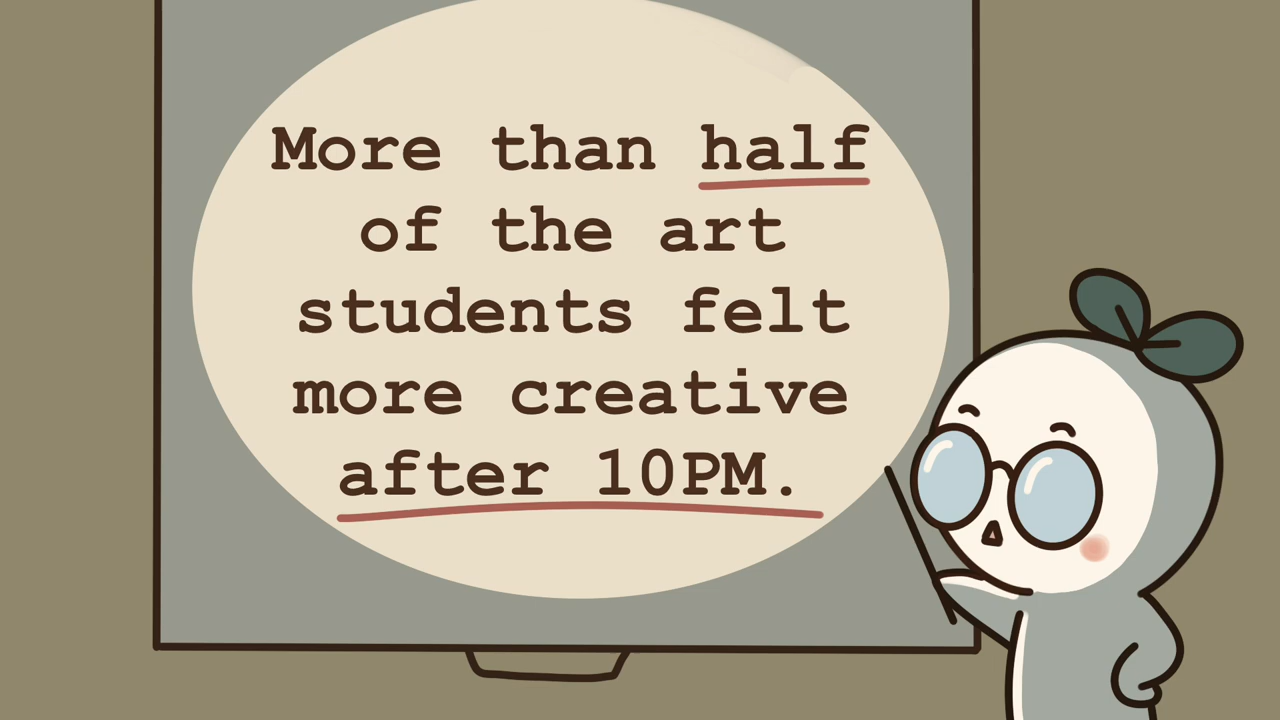 More than half
of the art
students felt
more creative
after 10PM.